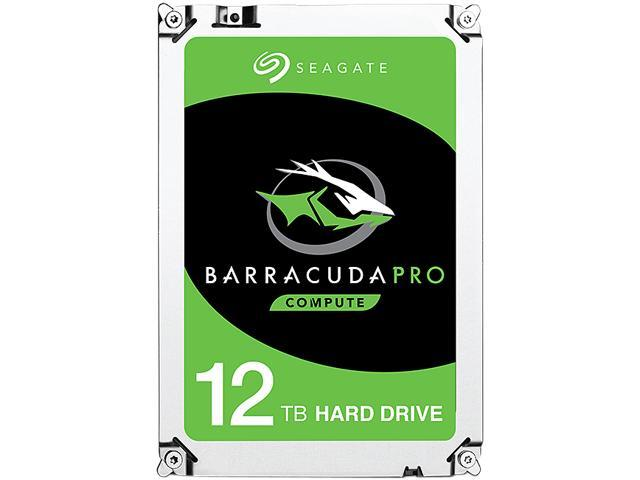 SEAGATE
BARRACUDAPRO
COMPUTE
12 TB HARD DRIVE